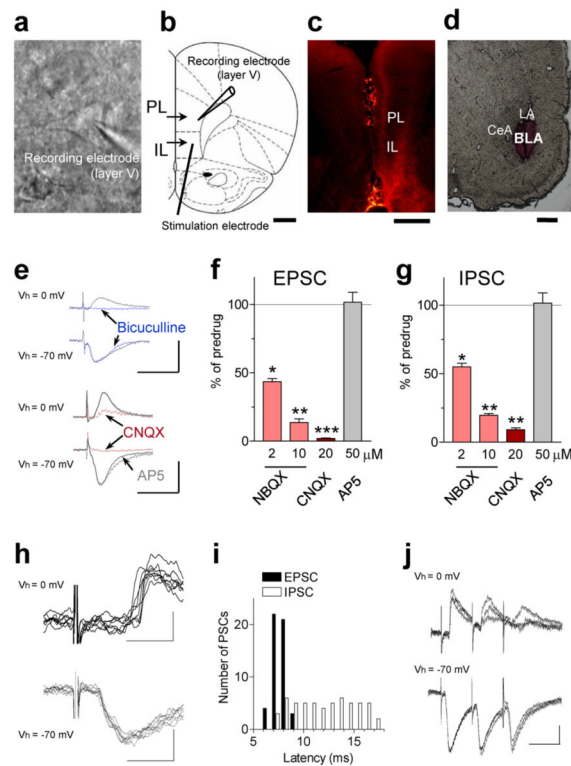 a
b
c
d
Recording electrode
(layer V)
Recording electrode
(layer V)
PL
IL
Stimulation electrode
PL
IL
LA
CeA
BLA
e
f
g
Vh = 0 mV
Bicuculline
Vh = -70 mV
Vh = 0 mV
CNQX
Vh = -70 mV
AP5
EPSC
% of predrug
100
50
0
*
**
***
2 10 20 50 μM
NBQX CNQX AP5
IPSC
% of predrug
100
50
0
*
**
**
2 10 20 50 μM
NBQX CNQX AP5
h
i
j
Vh = 0 mV
Vh = -70 mV
EPSC
IPSC
Number of PSCs
20
10
0
5 10 15
Latency (ms)
Vh = 0 mV
Vh = -70 mV